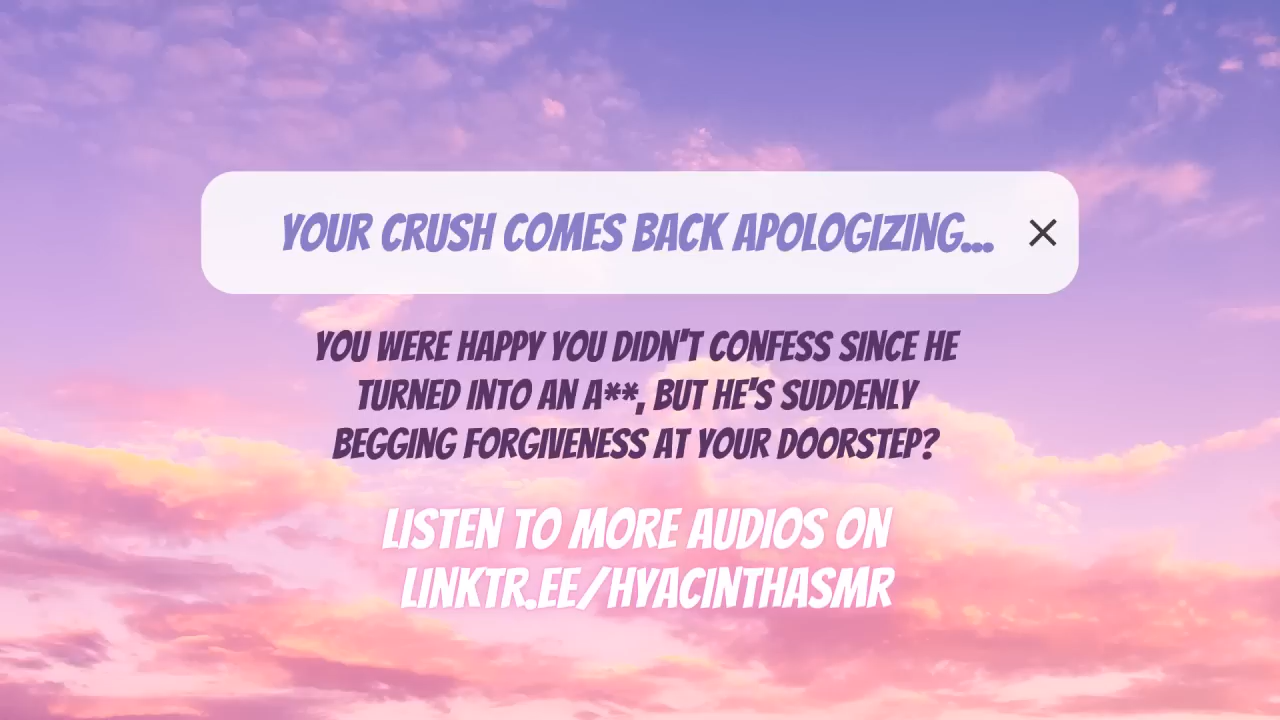 YOUR CRUSH COMES BACK APOLOGIZING...
YOU WERE HAPPY YOU DIDN'T CONFESS SINCE HE
TURNED INTO AN A**, BUT HE'S SUDDENLY
BEGGING FORGIVENESS AT YOUR DOORSTEP?
LISTEN TO MORE AUDIOS ON
LINKTR.EE/HYACINTHASMR